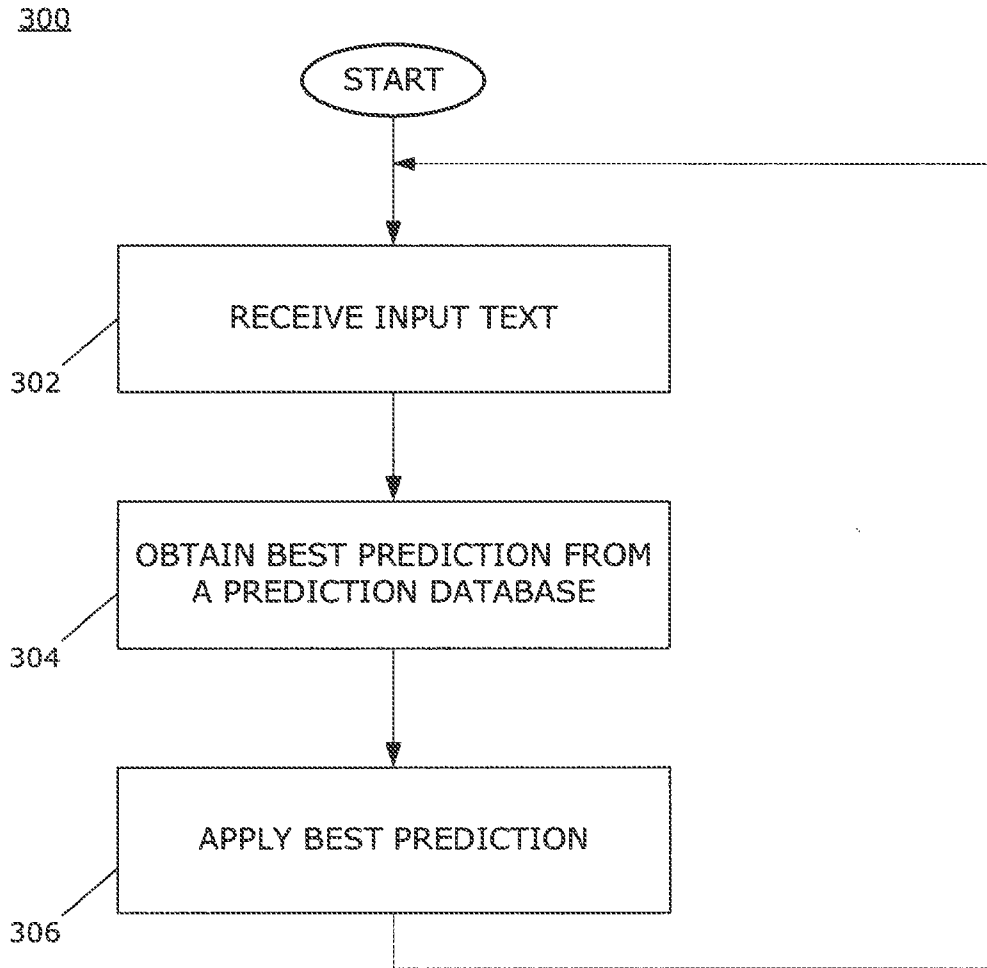 300
START
RECEIVE INPUT TEXT
302
OBTAIN BEST PREDICTION FROM
A PREDICTION DATABASE
304
APPLY BEST PREDICTION
306